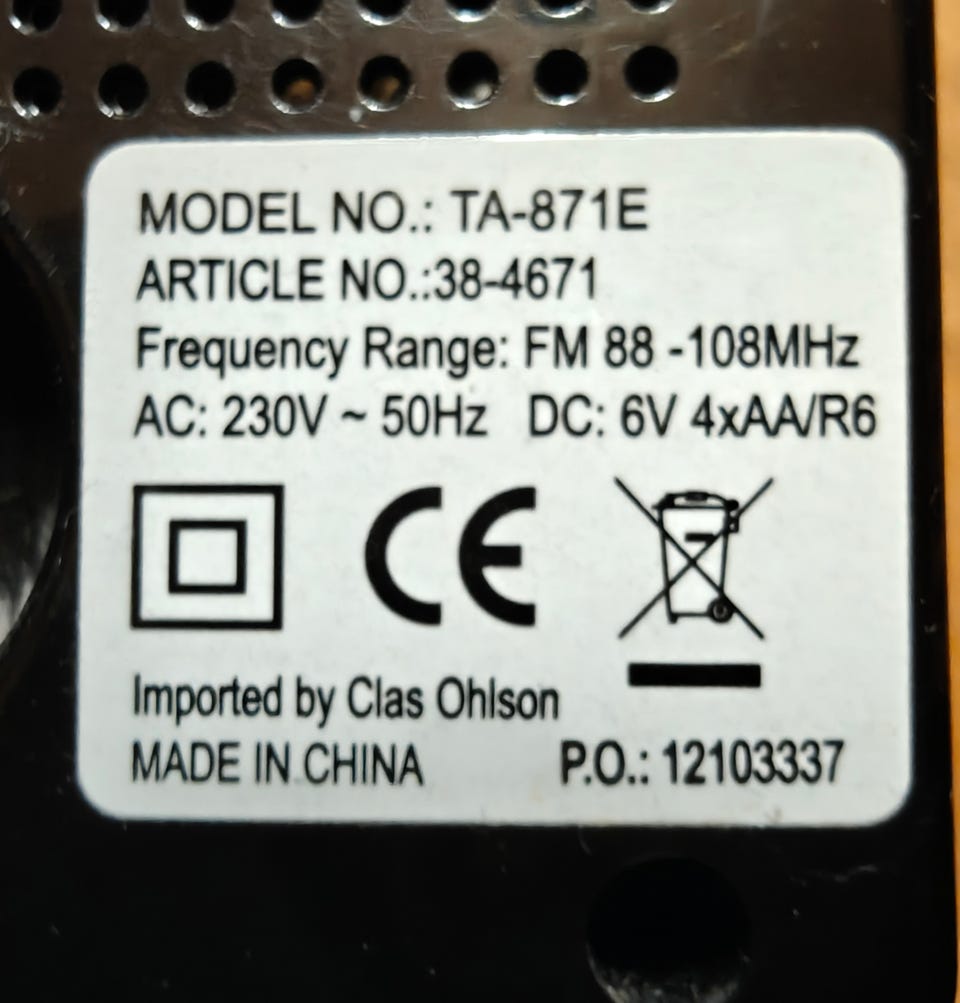 MODEL NO.: TA-871E
ARTICLE NO.:38-4671
Frequency Range: FM 88 -108MHz
AC: 230V ~ 50Hz DC: 6V 4xAA/R6
CE
Imported by Clas Ohlson
MADE IN CHINA P.O.: 12103337